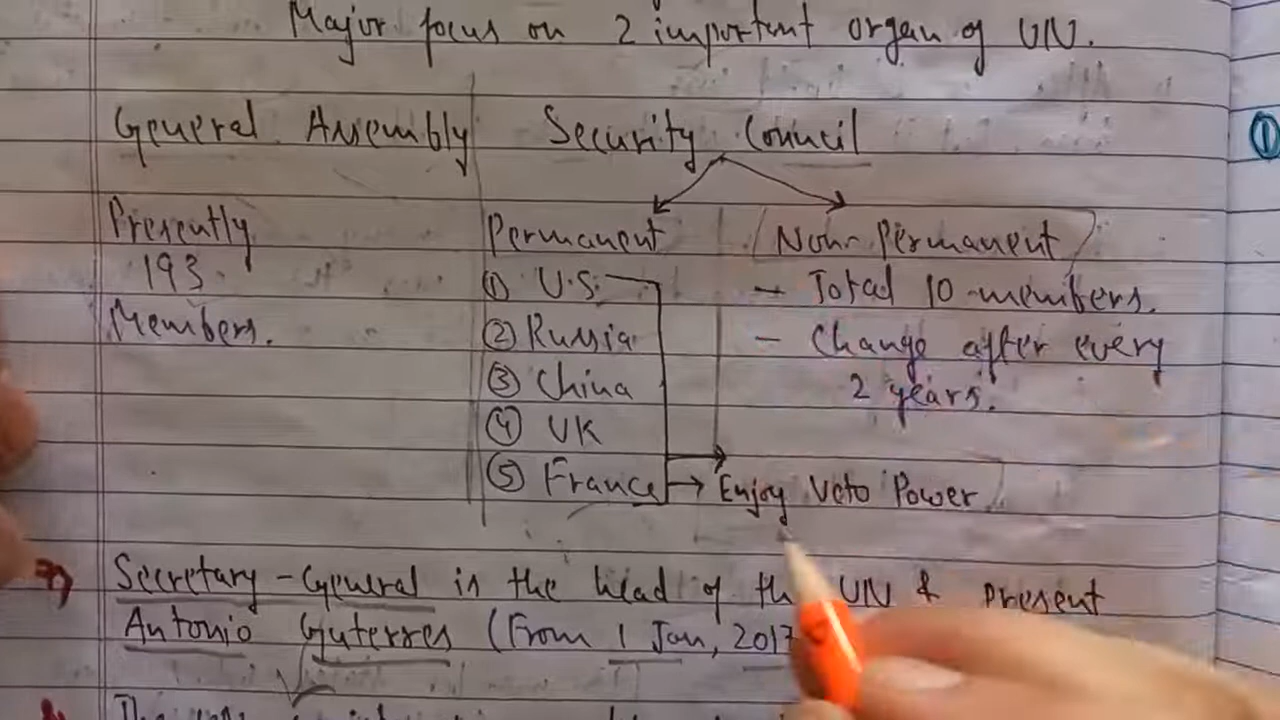 Major focus on 2 important organ of UN.
General Assembly Security Council
①
Presently Permanent Non-Permanent
193 ① U.S. - Total 10 members.
Members. ② Russia - Change after every
③ China 2 years.
④ UK
⑤ France → Enjoy Veto Power
7) Secretary-General is the head of the UN & present
Antonio Guterres (From 1 Jan, 2017